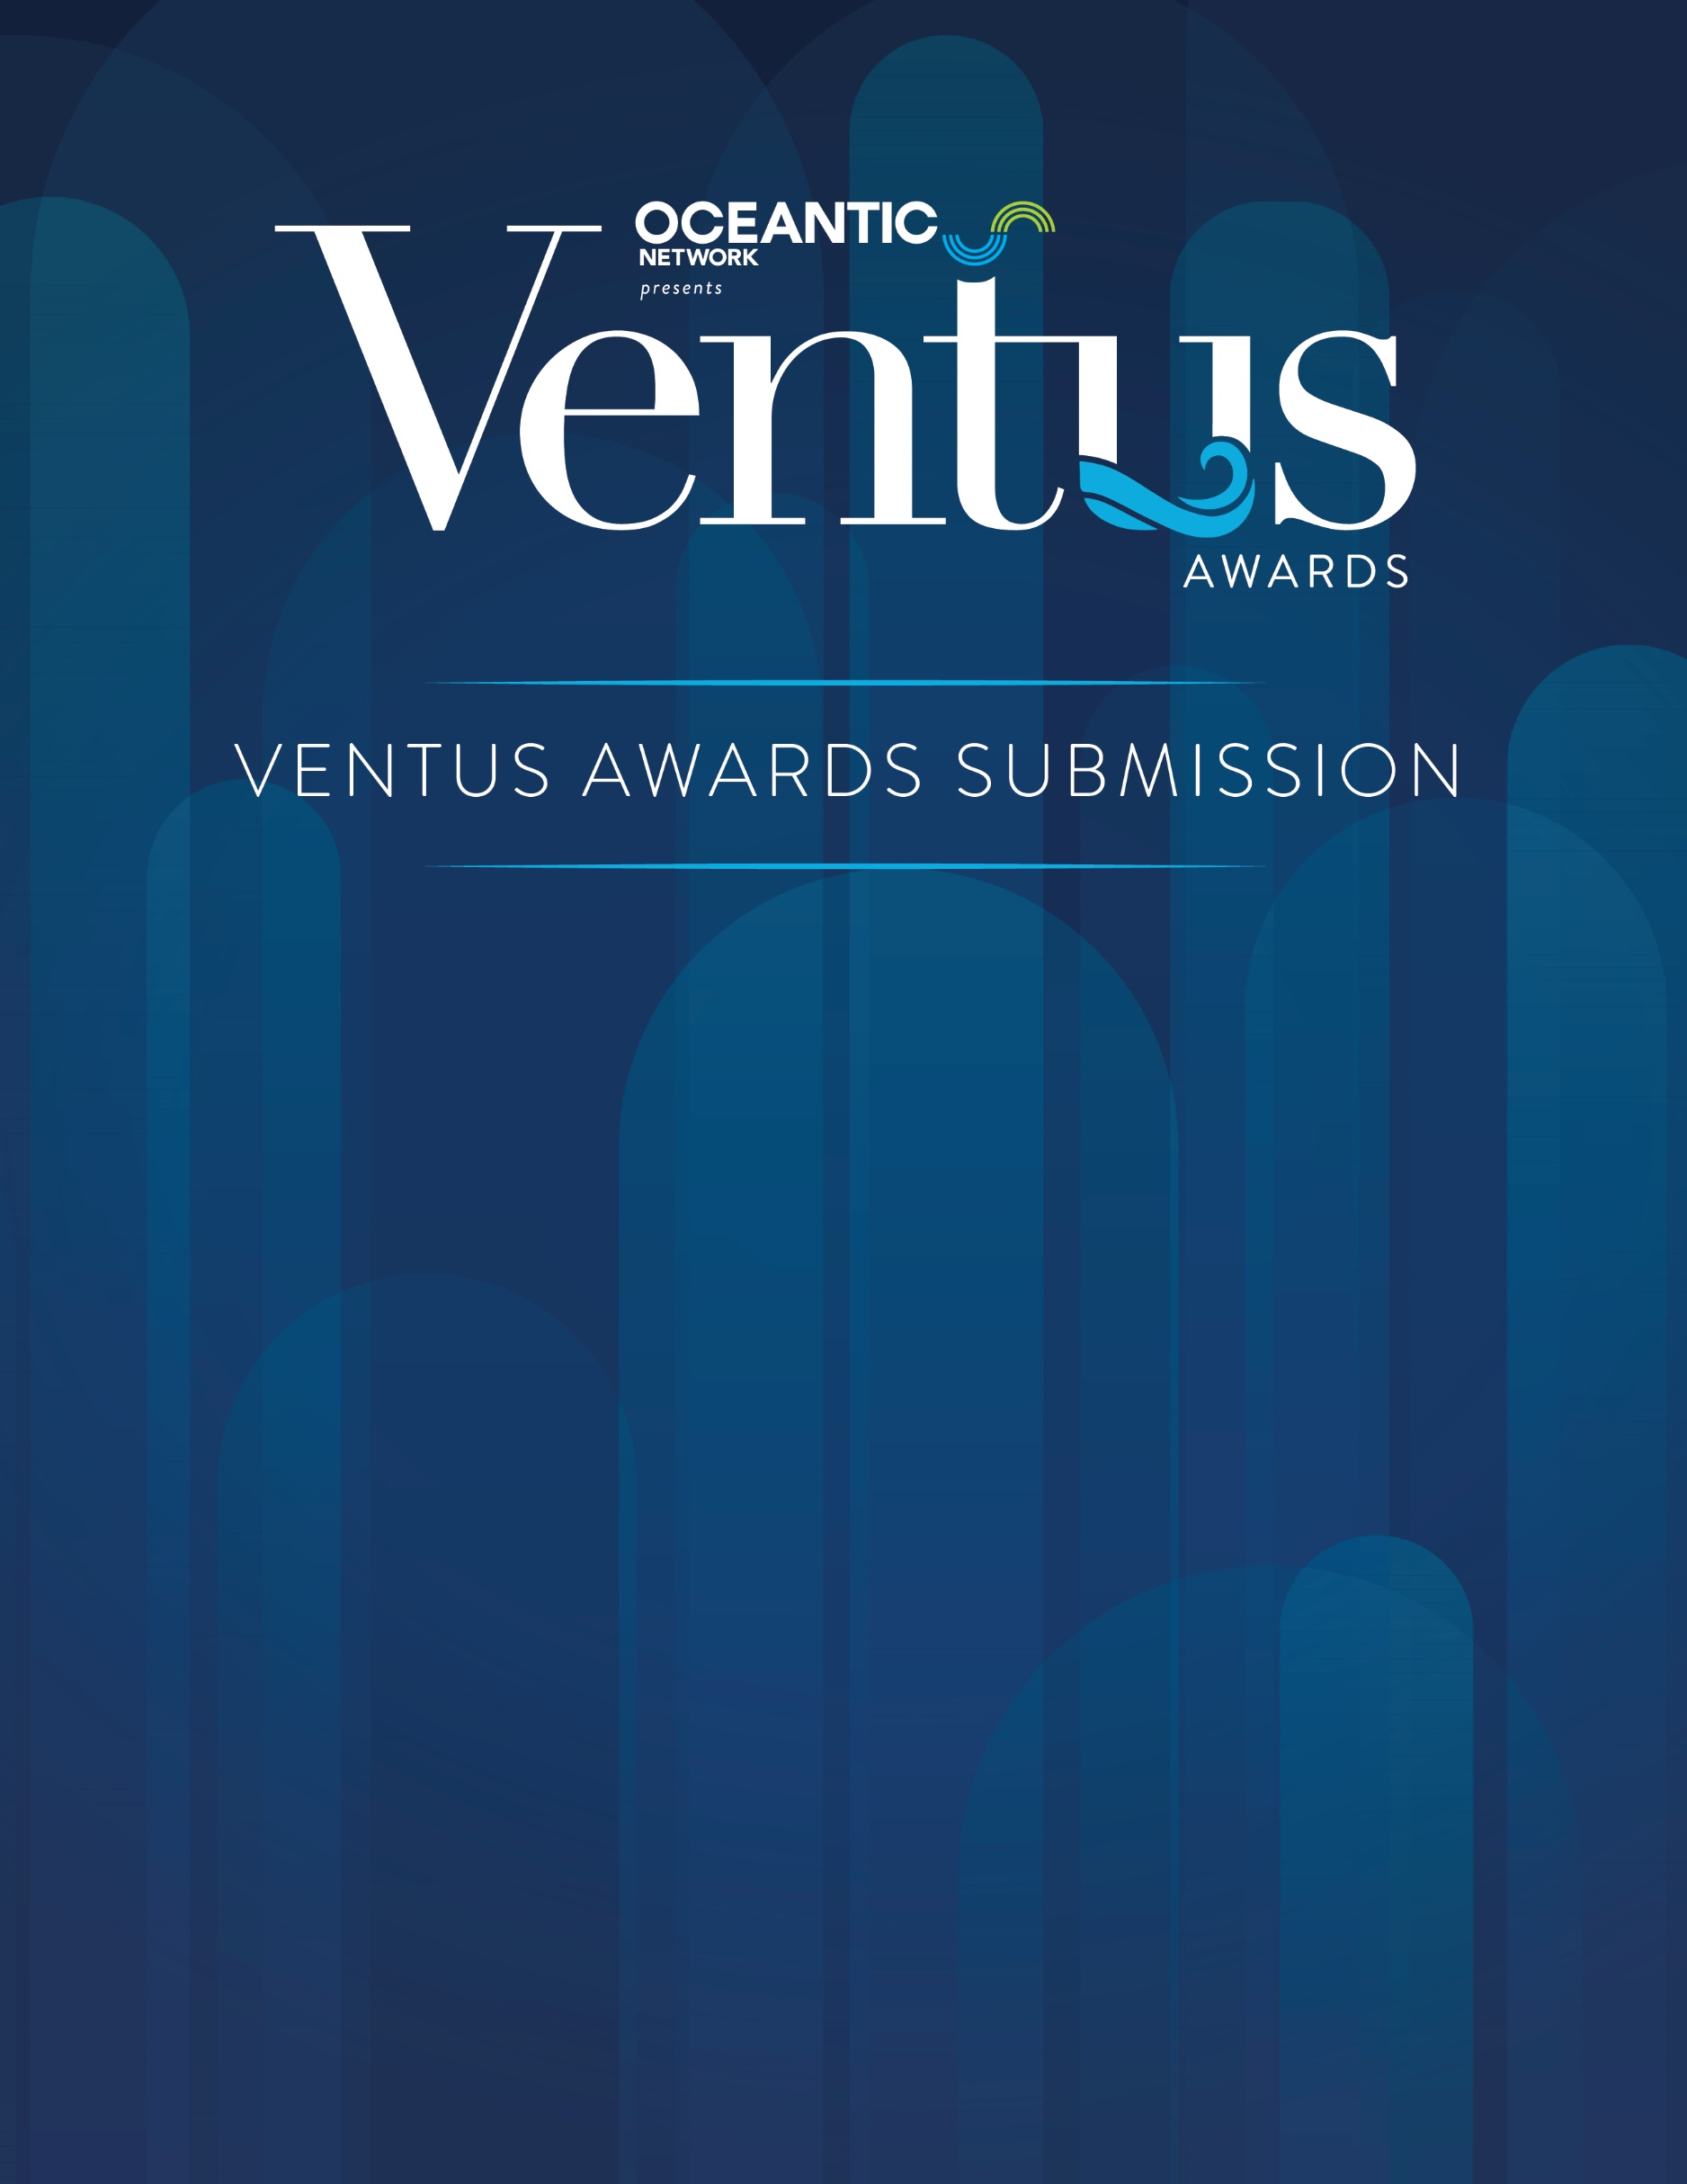 OCEANTIC
NETWORK
presents
Ventus
AWARDS
VENTUS AWARDS SUBMISSION